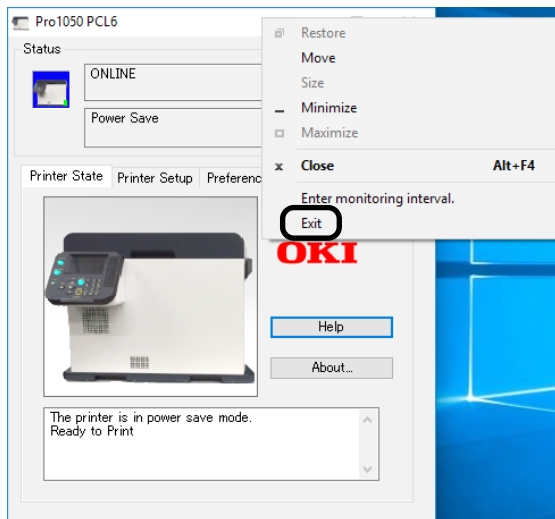 Pro1050 PCL6
Status
ONLINE
Power Save
Restore
Move
Size
Minimize
Maximize
x Close Alt+F4
Enter monitoring interval.
Exit
Printer State Printer Setup Preferenc
OKI
Help
About...
The printer is in power save mode.
Ready to Print